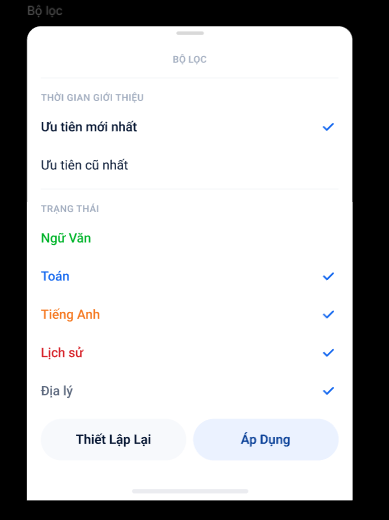 Bộ lọc
BỘ LỌC
THỜI GIAN GIỚI THIỆU
Ưu tiên mới nhất
Ưu tiên cũ nhất
TRẠNG THÁI
Ngữ Văn
Toán
Tiếng Anh
Lịch sử
Địa lý
Thiết Lập Lại
Áp Dụng